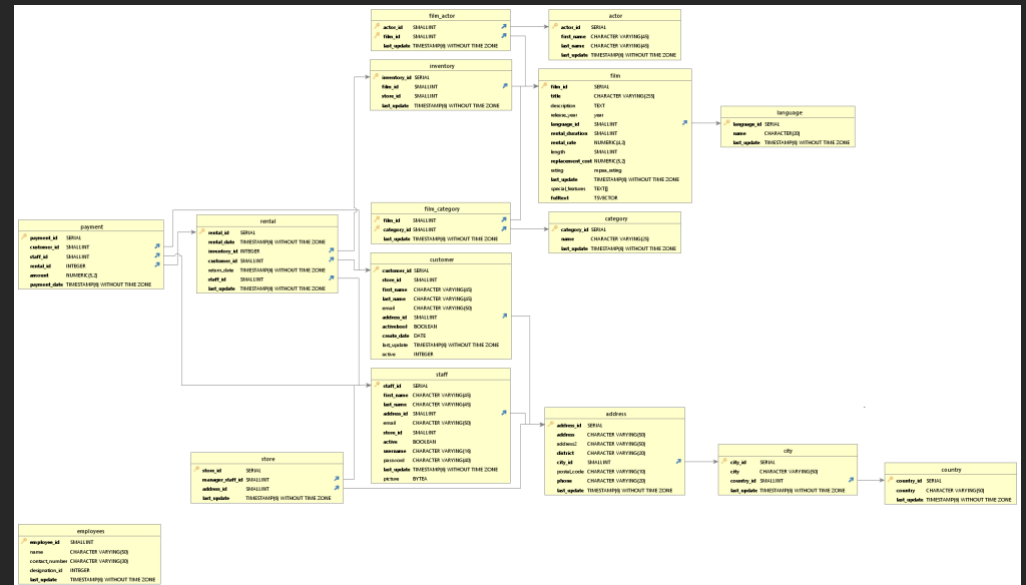 film_actor
actor_id SMALLINT
film_id SMALLINT
last_update TIMESTAMP(6) WITHOUT TIME ZONE
actor
actor_id SERIAL
first_name CHARACTER VARYING(45)
last_name CHARACTER VARYING(45)
last_update TIMESTAMP(6) WITHOUT TIME ZONE
inventory
inventory_id SERIAL
film_id SMALLINT
store_id SMALLINT
last_update TIMESTAMP(6) WITHOUT TIME ZONE
film
film_id SERIAL
title CHARACTER VARYING(255)
description TEXT
release_year year
language_id SMALLINT
rental_duration SMALLINT
rental_rate NUMERIC(4,2)
length SMALLINT
replacement_cost NUMERIC(5,2)
rating mpaa_rating
last_update TIMESTAMP(6) WITHOUT TIME ZONE
special_features TEXT[]
fulltext TSVECTOR
language
language_id SERIAL
name CHARACTER(20)
last_update TIMESTAMP(6) WITHOUT TIME ZONE
film_category
film_id SMALLINT
category_id SMALLINT
last_update TIMESTAMP(6) WITHOUT TIME ZONE
category
category_id SERIAL
name CHARACTER VARYING(25)
last_update TIMESTAMP(6) WITHOUT TIME ZONE
payment
payment_id SERIAL
customer_id SMALLINT
staff_id SMALLINT
rental_id INTEGER
amount NUMERIC(5,2)
payment_date TIMESTAMP(6) WITHOUT TIME ZONE
rental
rental_id SERIAL
rental_date TIMESTAMP(6) WITHOUT TIME ZONE
inventory_id INTEGER
customer_id SMALLINT
return_date TIMESTAMP(6) WITHOUT TIME ZONE
staff_id SMALLINT
last_update TIMESTAMP(6) WITHOUT TIME ZONE
customer
customer_id SERIAL
store_id SMALLINT
first_name CHARACTER VARYING(45)
last_name CHARACTER VARYING(45)
email CHARACTER VARYING(50)
address_id SMALLINT
activebool BOOLEAN
create_date DATE
last_update TIMESTAMP(6) WITHOUT TIME ZONE
active INTEGER
staff
staff_id SERIAL
first_name CHARACTER VARYING(45)
last_name CHARACTER VARYING(45)
address_id SMALLINT
email CHARACTER VARYING(50)
store_id SMALLINT
active BOOLEAN
username CHARACTER VARYING(16)
password CHARACTER VARYING(40)
last_update TIMESTAMP(6) WITHOUT TIME ZONE
picture BYTEA
address
address_id SERIAL
address CHARACTER VARYING(50)
address2 CHARACTER VARYING(50)
district CHARACTER VARYING(20)
city_id SMALLINT
postal_code CHARACTER VARYING(10)
phone CHARACTER VARYING(20)
last_update TIMESTAMP(6) WITHOUT TIME ZONE
city
city_id SERIAL
city CHARACTER VARYING(50)
country_id SMALLINT
last_update TIMESTAMP(6) WITHOUT TIME ZONE
country
country_id SERIAL
country CHARACTER VARYING(50)
last_update TIMESTAMP(6) WITHOUT TIME ZONE
store
store_id SERIAL
manager_staff_id SMALLINT
address_id SMALLINT
last_update TIMESTAMP(6) WITHOUT TIME ZONE
employees
employee_id SMALLINT
name CHARACTER VARYING(50)
contact_number CHARACTER VARYING(20)
designation_id INTEGER
last_update TIMESTAMP(6) WITHOUT TIME ZONE